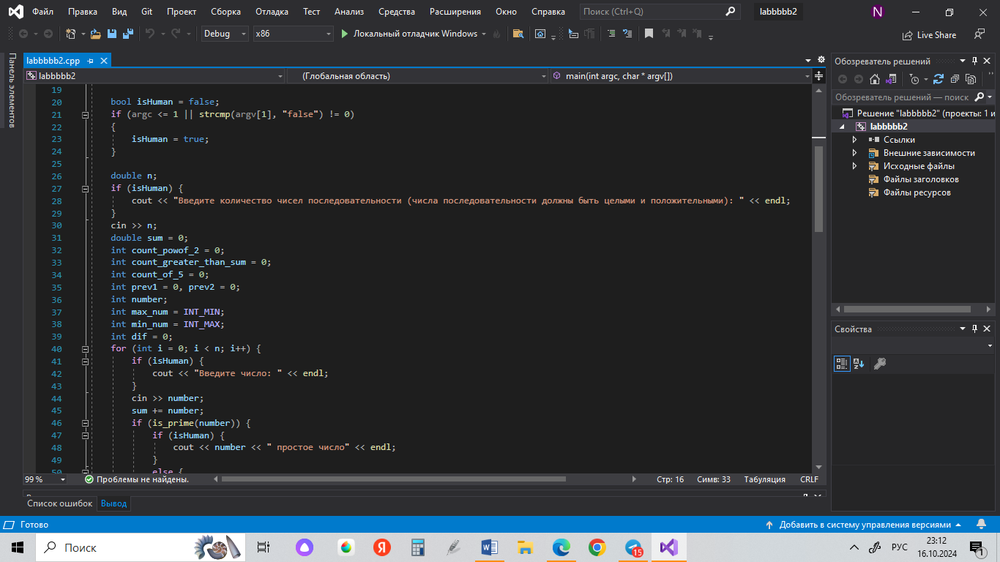 Файл Правка Вид Git Проект Сборка Отладка Тест Анализ Средства Расширения Окно Справка Поиск (Ctrl+Q) labbbbb2 N
Debug x86 Локальный отладчик Windows Live Share
Панель элементов
labbbbb2.cpp
labbbbb2 (Глобальная область) main(int argc, char * argv[])
19
20 bool isHuman = false;
21 if (argc <= 1 || strcmp(argv[1], "false") != 0)
22 {
23 isHuman = true;
24 }
25
26 double n;
27 if (isHuman) {
28 cout << "Введите количество чисел последовательности (числа последовательности должны быть целыми и положительными): " << endl;
29 }
30 cin >> n;
31 double sum = 0;
32 int count_powof_2 = 0;
33 int count_greater_than_sum = 0;
34 int count_of_5 = 0;
35 int prev1 = 0, prev2 = 0;
36 int number;
37 int max_num = INT_MIN;
38 int min_num = INT_MAX;
39 int dif = 0;
40 for (int i = 0; i < n; i++) {
41 if (isHuman) {
42 cout << "Введите число: " << endl;
43 }
44 cin >> number;
45 sum += number;
46 if (is_prime(number)) {
47 if (isHuman) {
48 cout << number << " простое число" << endl;
49 }
50 else {
99 % Проблемы не найдены. Стр: 16 Симв: 33 Табуляция CRLF
Список ошибок Вывод
Обозреватель решений
Обозреватель решений — поиск
Решение "labbbbb2" (проекты: 1 и
labbbbb2
Ссылки
Внешние зависимости
Исходные файлы
Файлы заголовков
Файлы ресурсов
Свойства
Готово Добавить в систему управления версиями
Поиск Я 15 РУС 23:12
16.10.2024 1